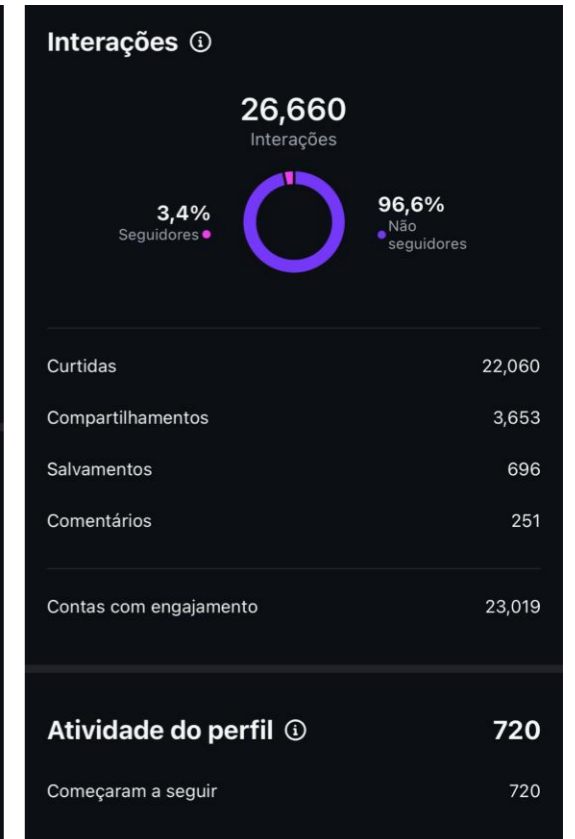 Interações
26,660
Interações
3,4%
Seguidores
96,6%
Não
seguidores
Curtidas 22,060
Compartilhamentos 3,653
Salvamentos 696
Comentários 251
Contas com engajamento 23,019
Atividade do perfil 720
Começaram a seguir 720